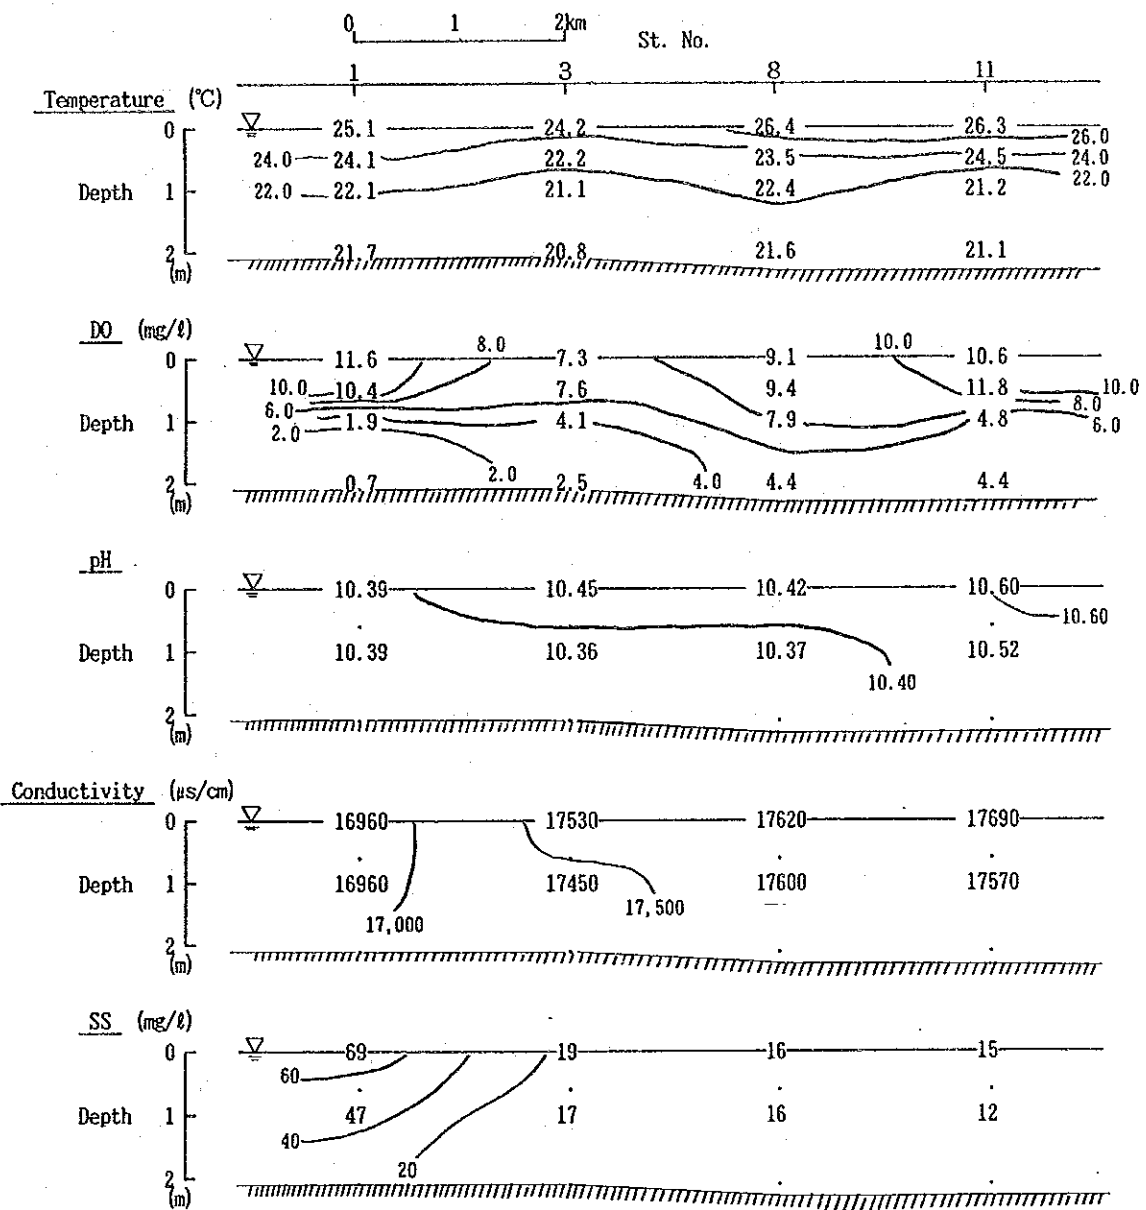 0 1 2km
St. No.
1 3 8 11
Temperature (°C)
0 25.1 24.2 26.4 26.3 26.0
24.0 24.1 22.2 23.5 24.5 24.0
Depth 1 22.0 22.1 21.1 22.4 21.2 22.0
2 21.7 20.8 21.6 21.1
(m)
DO (mg/ℓ)
8.0 10.0
0 11.6 7.3 9.1 10.6
10.0 10.4 7.6 9.4 11.8 10.0
6.0 8.0
Depth 1 1.9 4.1 7.9 4.8 6.0
2.0
2 0.7 2.0 2.5 4.0 4.4 4.4
(m)
pH
0 10.39 10.45 10.42 10.60
10.60
Depth 1 10.39 10.36 10.37 10.52
10.40
2
(m)
Conductivity (μs/cm)
0 16960 17530 17620 17690
Depth 1 16960 17450 17600 17570
17,000 17,500
2
(m)
SS (mg/ℓ)
0 69 19 16 15
60
Depth 1 47 17 16 12
40
20
2
(m)